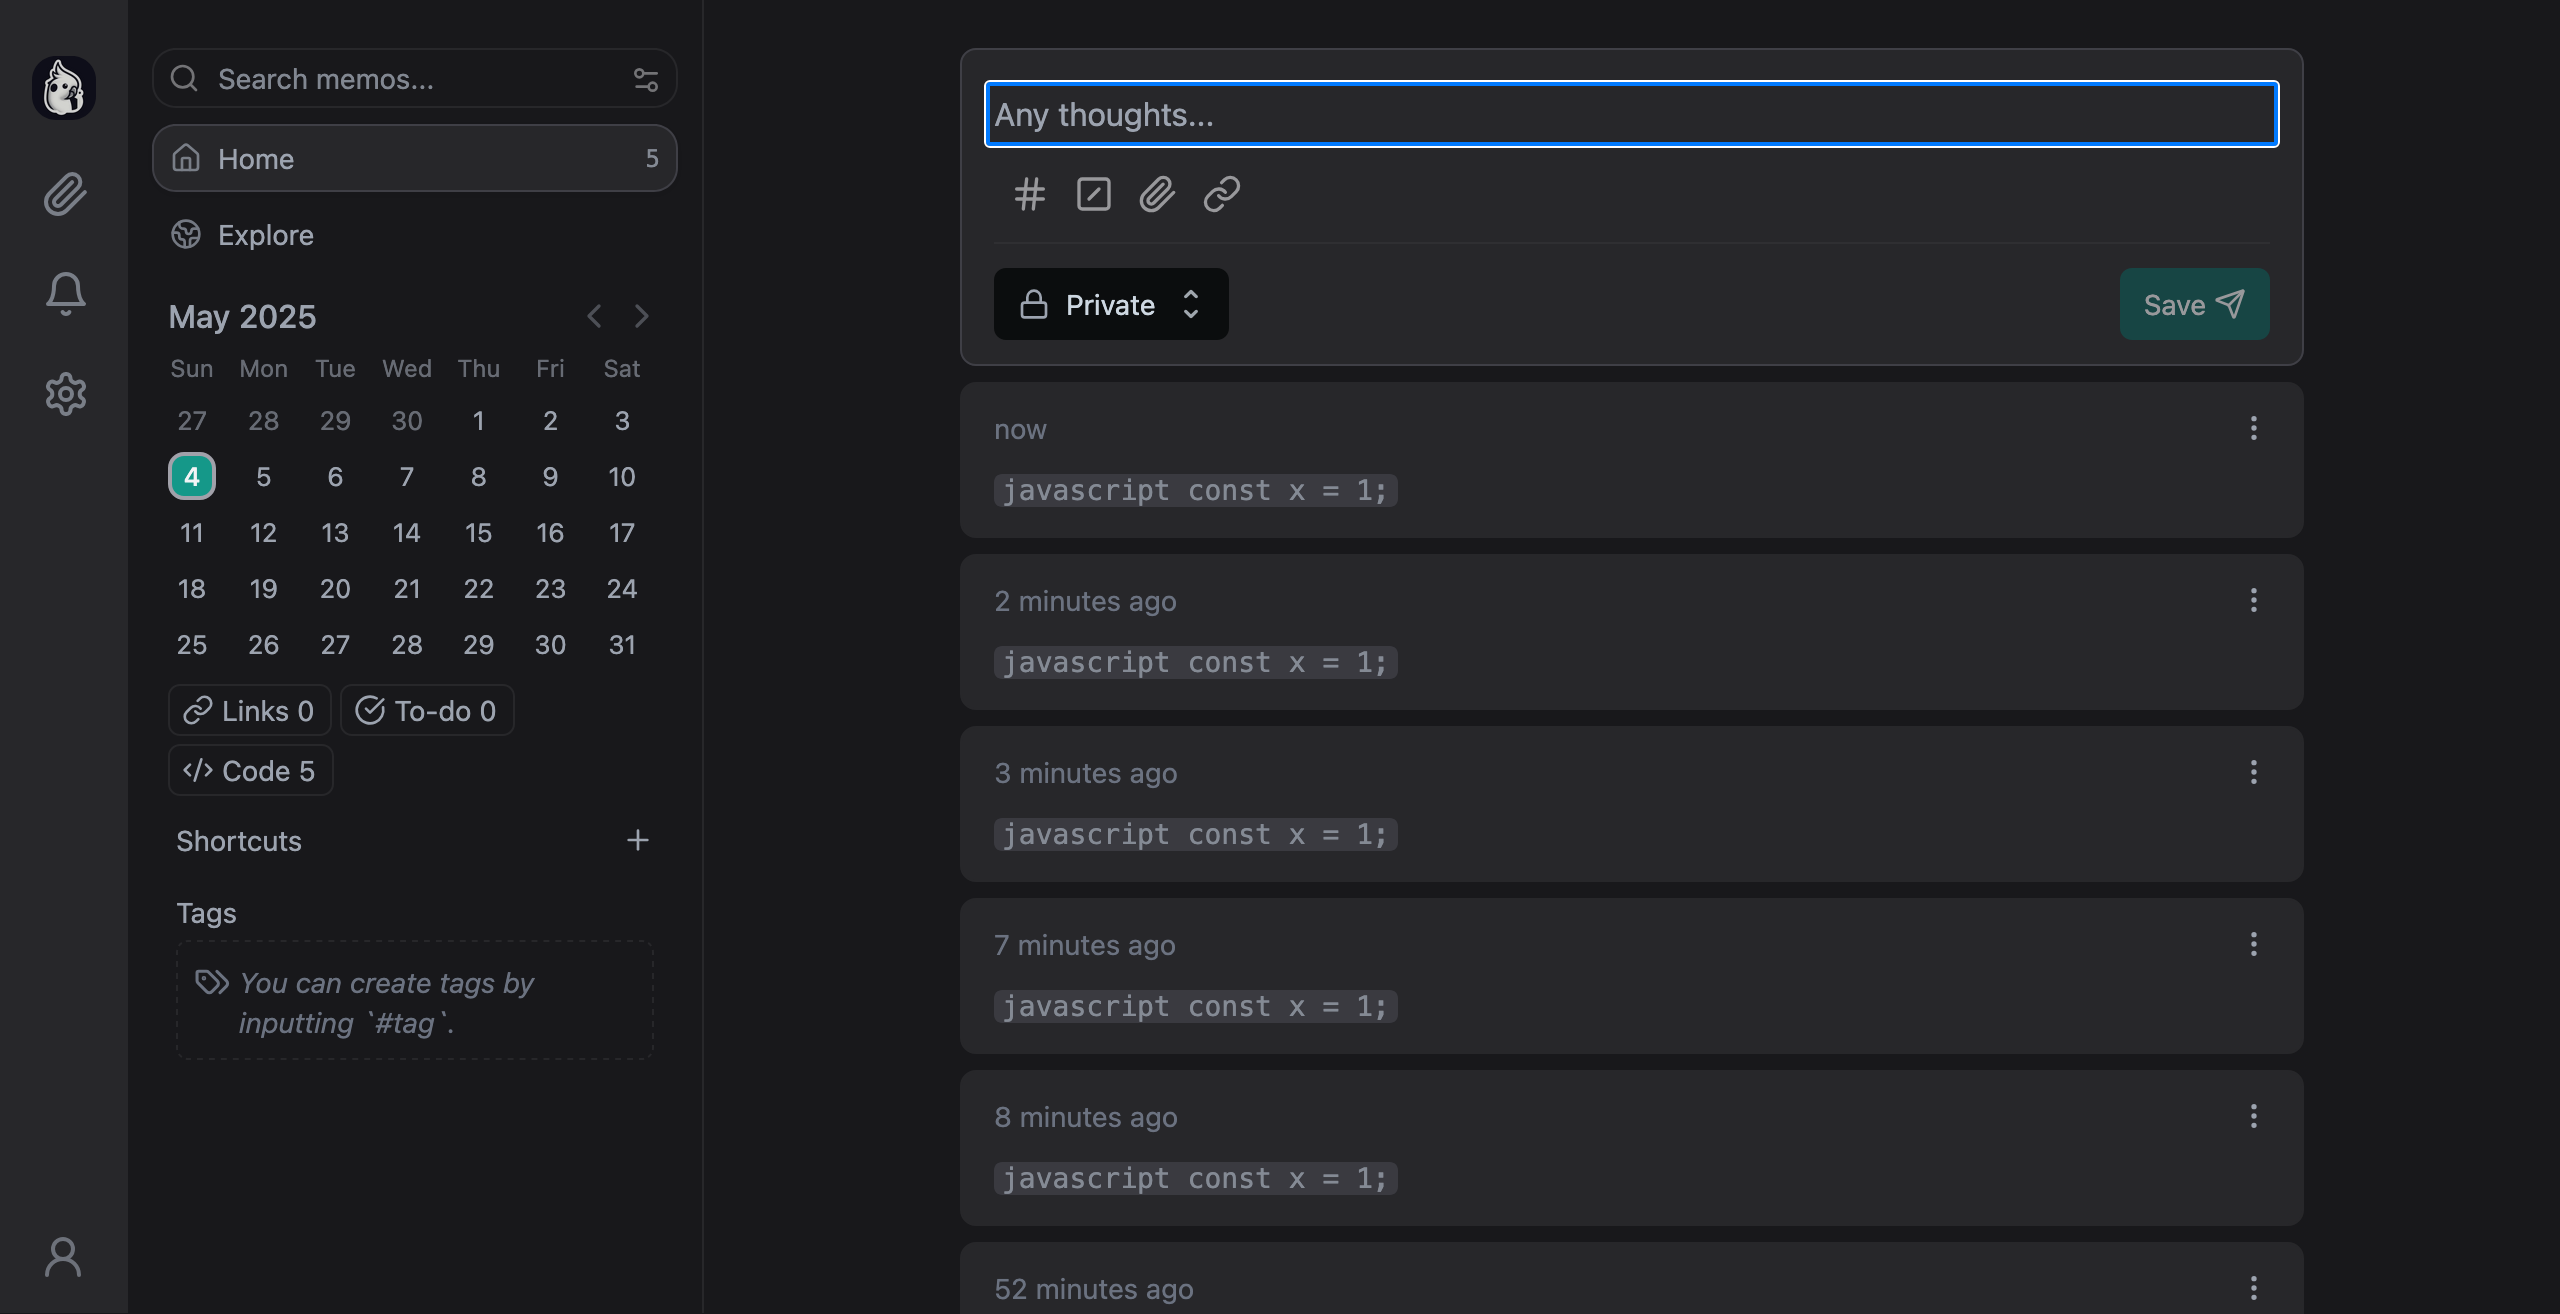 Search memos...
Home 5
Explore
May 2025
Sun Mon Tue Wed Thu Fri Sat
27 28 29 30 1 2 3
4 5 6 7 8 9 10
11 12 13 14 15 16 17
18 19 20 21 22 23 24
25 26 27 28 29 30 31
Links 0 To-do 0
</> Code 5
Shortcuts +
Tags
You can create tags by
inputting `#tag`.
Any thoughts...
Private
Save
now
javascript const x = 1;
2 minutes ago
javascript const x = 1;
3 minutes ago
javascript const x = 1;
7 minutes ago
javascript const x = 1;
8 minutes ago
javascript const x = 1;
52 minutes ago